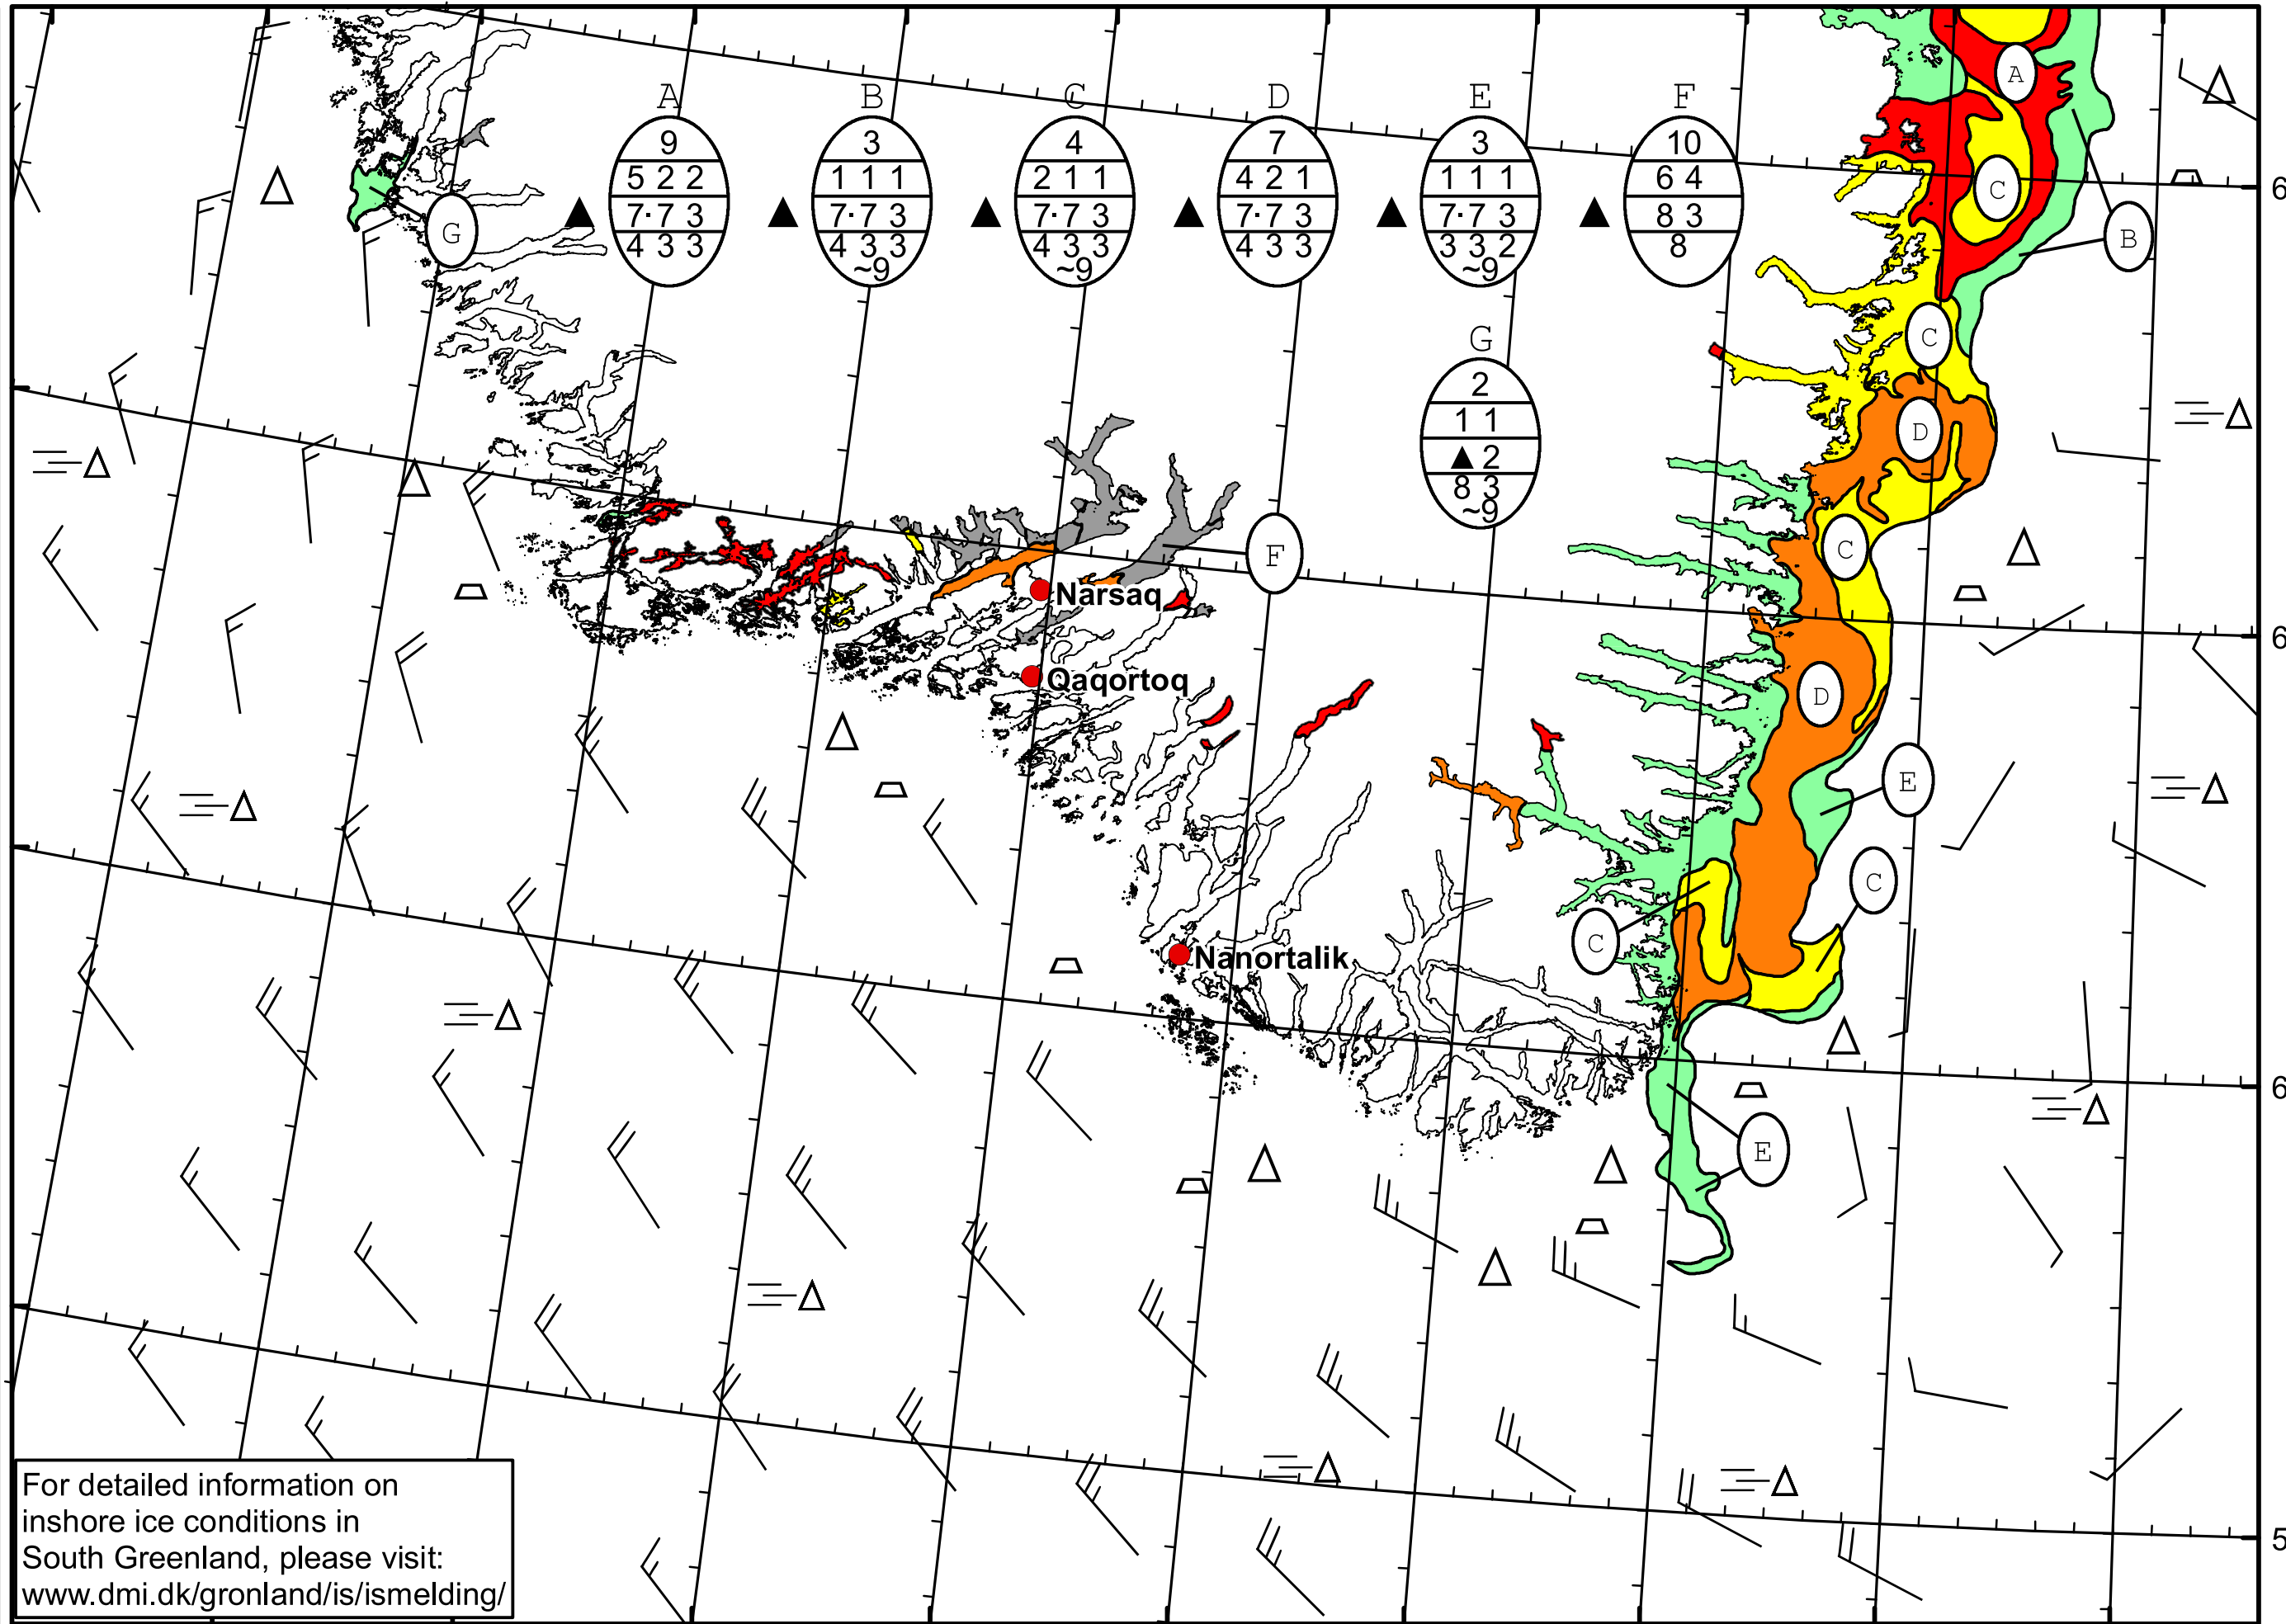 A B C D E F
9 3 4 7 3 10
5 2 2 1 1 1 2 1 1 4 2 1 1 1 1 6 4
7· 7 3 7· 7 3 7· 7 3 7· 7 3 7· 7 3 8 3
4 3 3 4 3 3 4 3 3 4 3 3 3 3 2 8
~9 ~9 ~9
A
C
B
G
6
C
G
2
1 1
▲ 2
8 3
~9
D
C
F
Narsaq
6
Qaqortoq
D
E
C
C
Nanortalik
6
E
For detailed information on
inshore ice conditions in
South Greenland, please visit:
www.dmi.dk/gronland/is/ismelding/
5